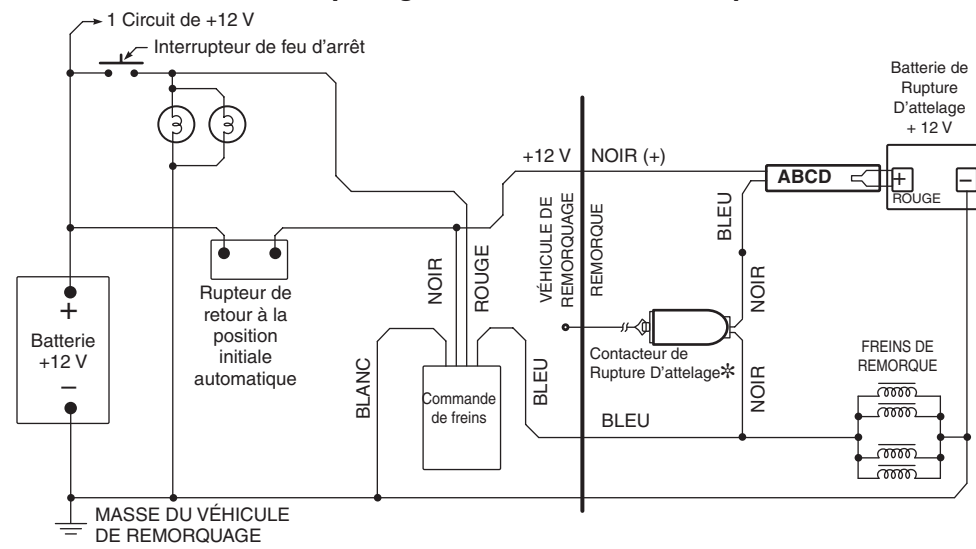 1 Circuit de +12 V
Interrupteur de feu d'arrêt
Batterie de
Rupture
D'attelage
+ 12 V
+12 V
NOIR (+)
ABCD
+
−
ROUGE
BLEU
NOIR
ROUGE
VÉHICULE DE
REMORQUAGE
REMORQUE
NOIR
+
Batterie
+12 V
−
Rupteur de
retour à la
position
initiale
automatique
Contacteur de
Rupture D'attelage*
FREINS DE
REMORQUE
BLANC
Commande
de freins
BLEU
NOIR
BLEU
MASSE DU VÉHICULE
DE REMORQUAGE